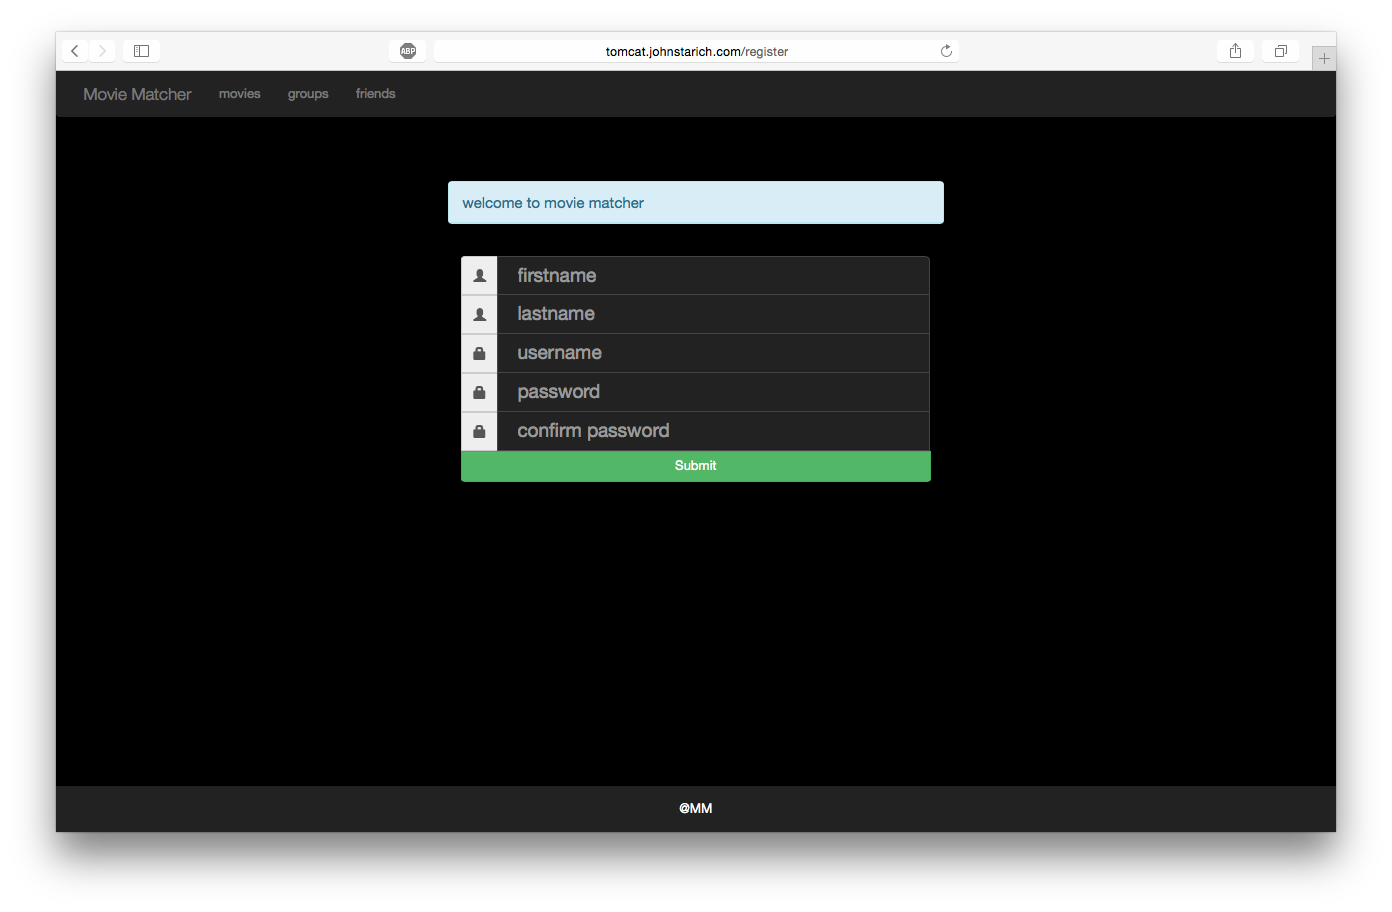 ABP
tomcat.johnstarich.com/register
Movie Matcher movies groups friends
welcome to movie matcher
firstname
lastname
username
password
confirm password
Submit
@MM